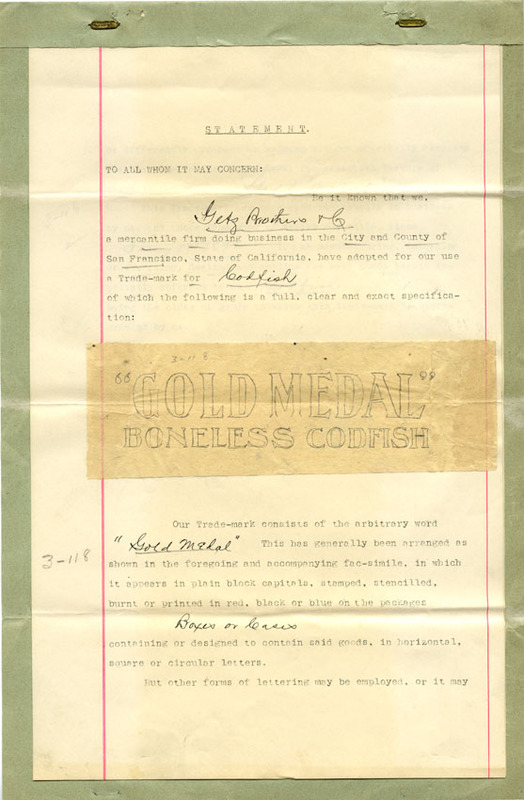 STATEMENT.
TO ALL WHOM IT MAY CONCERN:
Be it known that we,
Getz Brothers & Co
a mercantile firm doing business in the City and County of
San Francisco, State of California, have adopted for our use
a Trade-mark for Codfish
of which the following is a full, clear and exact specifica-
tion:
3-118
"GOLD MEDAL"
BONELESS CODFISH
Our Trade-mark consists of the arbitrary word
"Gold Medal" This has generally been arranged as
3-118
shown in the foregoing and accompanying fac-simile, in which
it appears in plain block capitals, stamped, stencilled,
burnt or printed in red, black or blue on the packages
Boxes or Cases
containing or designed to contain said goods, in horizontal,
square or circular letters.
But other forms of lettering may be employed, or it may